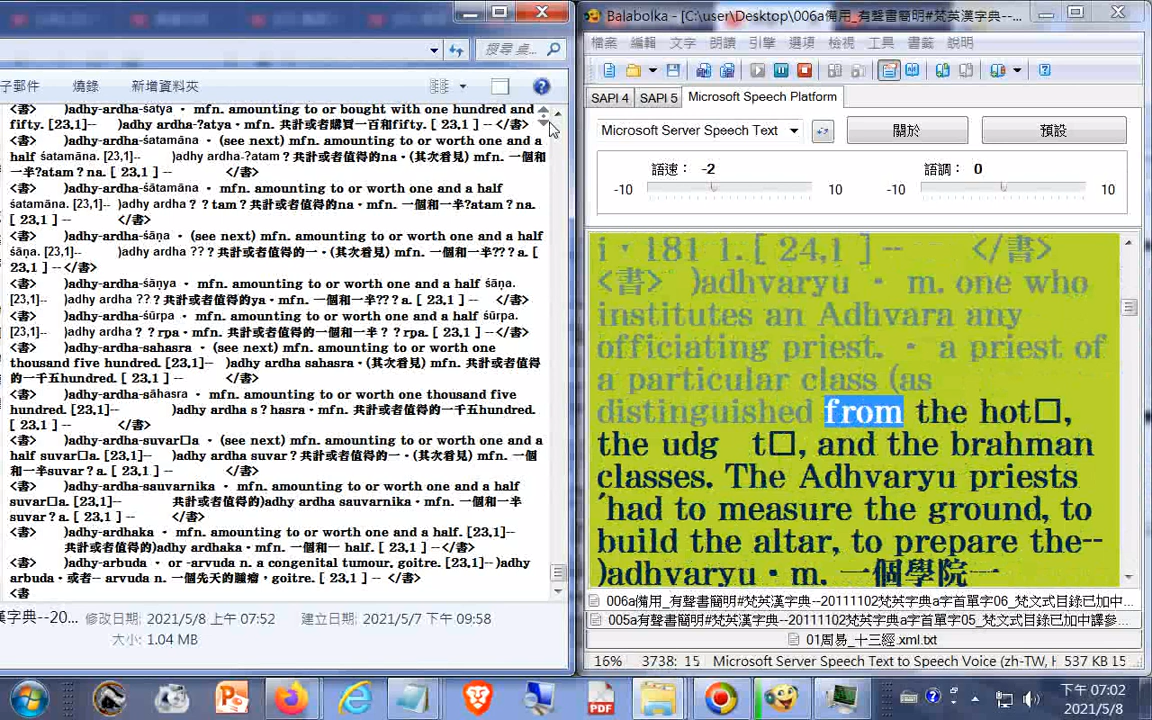 Balabolka - [C:\user\Desktop\006a備用_有聲書簡明#梵英漢字典--...
搜尋 桌...
檔案 編輯 文字 朗讀 引擎 選項 檢視 工具 書籤 說明
子郵件 燒錄 新增資料夾
SAPI 4 SAPI 5 Microsoft Speech Platform
Microsoft Server Speech Text 關於 預設
語速： -2 語調： 0
-10 10 -10 10
<書> )adhy-ardha-śatya・mfn. amounting to or bought with one hundred and
fifty. [23,1]-- )adhy ardha-?atya・mfn. 共計或者購買一百和fifty. [ 23,1 ] --</書>
<書> )adhy-ardha-śatamāna・(see next) mfn. amounting to or worth one and a
half śatamāna. [23,1]-- )adhy ardha-?atam ? 共計或者值得的na・(其次看見) mfn. 一個和
一半?atam ? na. [ 23,1 ] -- </書>
<書> )adhy-ardha-śātamāna・mfn. amounting to or worth one and a half
śatamāna. [23,1]-- )adhy ardha ? ? tam ? 共計或者值得的na・mfn. 一個和一半?atam ? na.
[ 23,1 ] -- </書>
<書> )adhy-ardha-śāṇa・(see next) mfn. amounting to or worth one and a half
śāṇa. [23,1]-- )adhy ardha ?? ? 共計或者值得的一・(其次看見) mfn. 一個和一半??? a. [
23,1 ] --</書>
<書> )adhy-ardha-śāṇya・mfn. amounting to or worth one and a half śāṇa.
[23,1]-- )adhy ardha ?? ? 共計或者值得的ya・mfn. 一個和一半??? a. [ 23,1 ] -- </書>
<書> )adhy-ardha-śūrpa・mfn. amounting to or worth one and a half śūrpa.
[23,1]-- )adhy ardha ? ? rpa・mfn. 共計或者值得的一個和一半 ? ? rpa. [ 23,1 ] -- </書>
<書> )adhy-ardha-sahasra・(see next) mfn. amounting to or worth one
thousand five hundred. [23,1]-- )adhy ardha sahasra・(其次看見) mfn. 共計或者值得
的一千五hundred. [ 23,1 ] -- </書>
<書> )adhy-ardha-sāhasra・mfn. amounting to or worth one thousand five
hundred. [23,1]-- )adhy ardha s ? hasra・mfn. 共計或者值得的一千五hundred.
[ 23,1 ] -- </書>
<書> )adhy-ardha-suvar□a・(see next) mfn. amounting to or worth one and a
half suvar□a. [23,1]-- )adhy ardha suvar ? 共計或者值得的一・(其次看見) mfn. 一個
和一半suvar ? a. [ 23,1 ] -- </書>
<書> )adhy-ardha-sauvarnika・mfn. amounting to or worth one and a half
suvar□a. [23,1]-- 共計或者值得的)adhy ardha sauvarnika・mfn. 一個和一半
suvar ? a. [ 23,1 ] -- </書>
<書> )adhy-ardhaka・mfn. amounting to or worth one and a half. [23,1]--
共計或者值得的)adhy ardhaka・mfn. 一個和一 half. [ 23,1 ] -- </書>
<書> )adhy-arbuda・or -arvuda n. a congenital tumour, goitre. [23,1]--)adhy
arbuda・或者-- arvuda n. 一個先天的腫瘤，goitre. [ 23,1 ] -- </書>
<書
i・181 1. [ 24,1 ] -- </書>
<書> )adhvaryu・m. one who
institutes an Adhvara any
officiating priest. ・ a priest of
a particular class (as
distinguished from the hot□,
the udg t□, and the brahman
classes. The Adhvaryu priests
'had to measure the ground, to
build the altar, to prepare the--
)adhvaryu・m. 一個學院一
006a備用_有聲書簡明#梵英漢字典--20111102梵英漢字典a字首單字06_梵文式目錄已加中...
005a有聲書簡明#梵英漢字典--20111102梵英漢字典a字首單字05_梵文式目錄已加中譯參...
01周易_十三經.xml.txt
漢字典--20... 修改日期: 2021/5/8 上午 07:52 建立日期: 2021/5/7 下午 09:58
大小: 1.04 MB
16% 3738: 15 Microsoft Server Speech Text to Speech Voice (zh-TW, H 537 KB 15
下午 07:02
2021/5/8